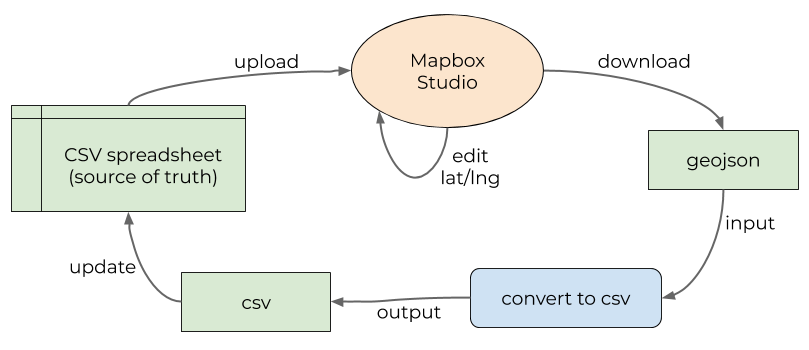 upload
Mapbox
Studio
download
CSV spreadsheet
(source of truth)
edit
lat/lng
geojson
input
update
csv
output
convert to csv